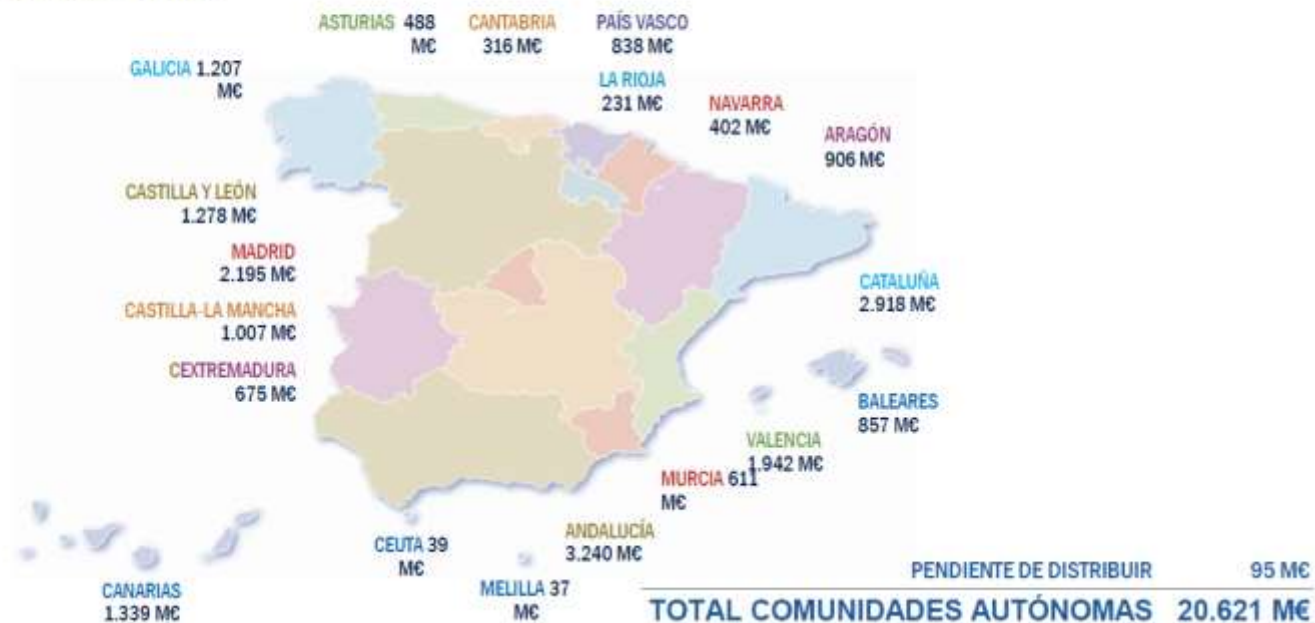 ASTURIAS 488
M€
CANTABRIA
316 M€
PAÍS VASCO
838 M€
GALICIA 1.207
M€
LA RIOJA
231 M€
NAVARRA
402 M€
ARAGÓN
906 M€
CASTILLA Y LEÓN
1.278 M€
MADRID
2.195 M€
CATALUÑA
2.918 M€
CASTILLA-LA MANCHA
1.007 M€
CEXTREMADURA
675 M€
BALEARES
857 M€
VALENCIA
1.942 M€
MURCIA 611
M€
ANDALUCÍA
3.240 M€
CEUTA 39
M€
MELILLA 37
M€
CANARIAS
1.339 M€
PENDIENTE DE DISTRIBUIR 95 M€
TOTAL COMUNIDADES AUTÓNOMAS 20.621 M€